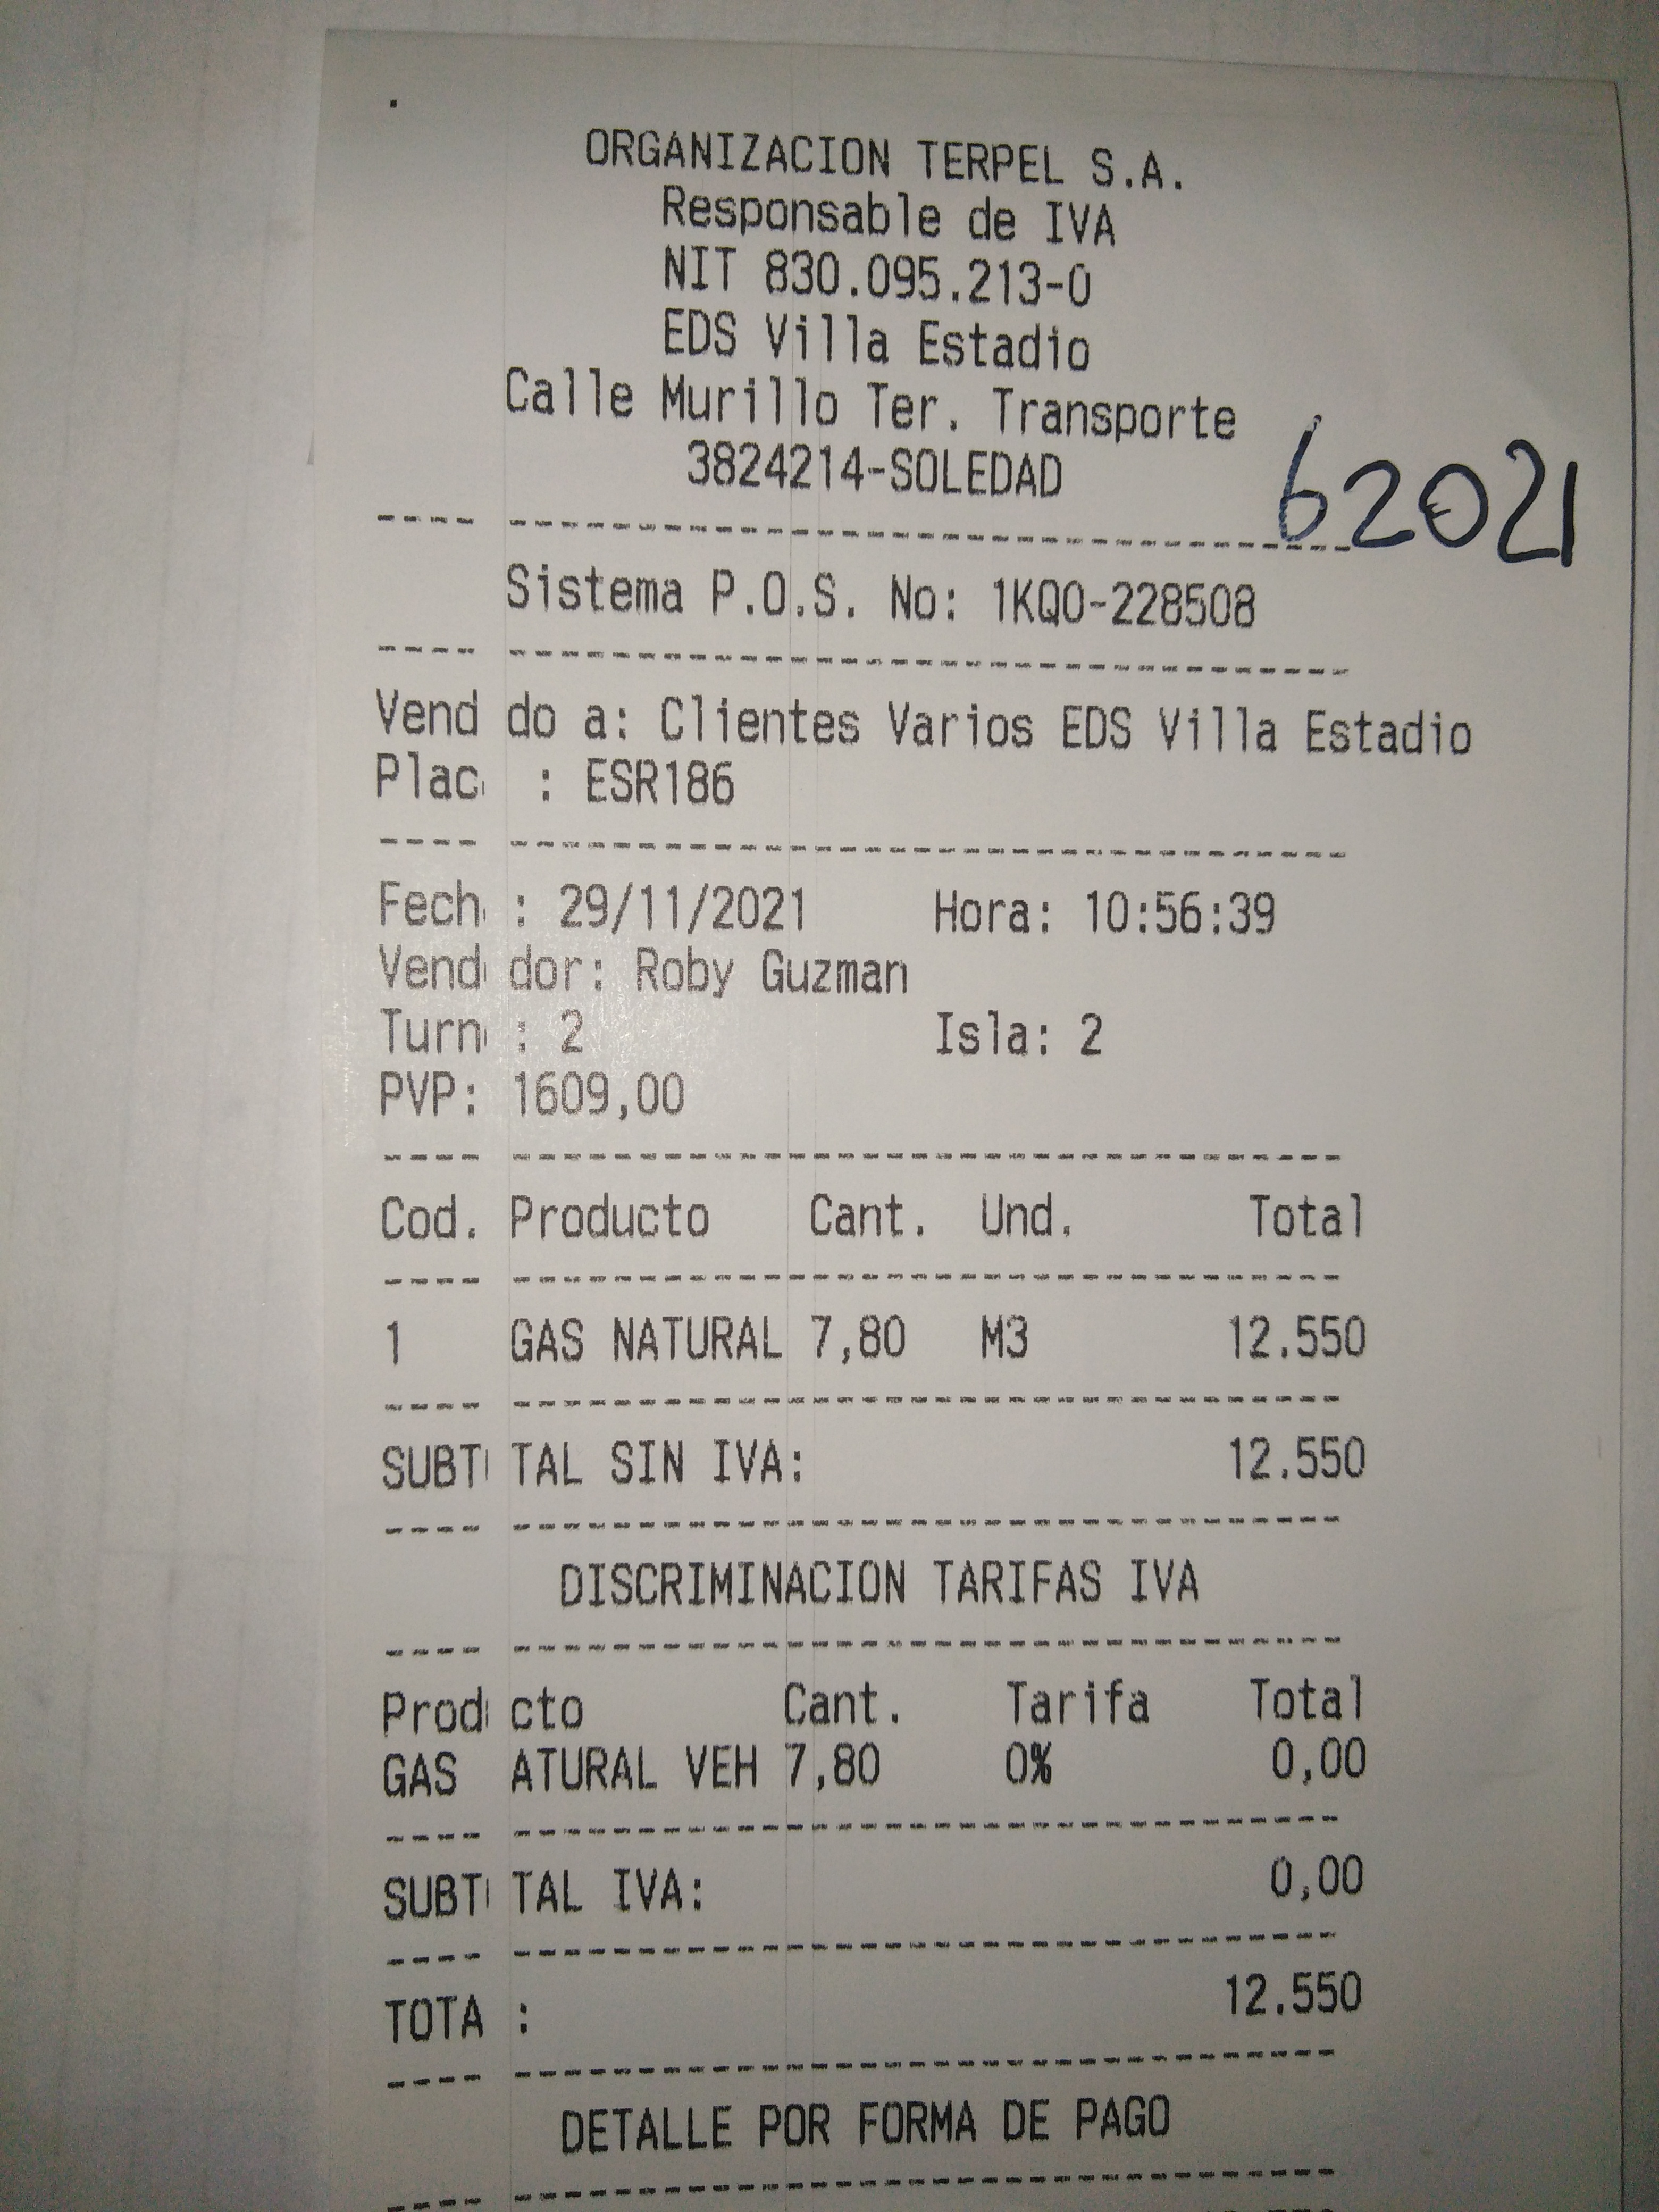 ORGANIZACION TERPEL S.A.
Responsable de IVA
NIT 830.095.213-0
EDS Villa Estadio
Calle Murillo Ter. Transporte
3824214-SOLEDAD
62021
Sistema P.O.S. No: 1KQ0-228508
Vend do a: Clientes Varios EDS Villa Estadio
Plac : ESR186
Fech : 29/11/2021 Hora: 10:56:39
Vend dor: Roby Guzman
Turn : 2 Isla: 2
PVP: 1609,00
Cod. Producto Cant. Und. Total
1 GAS NATURAL 7,80 M3 12.550
SUBT TAL SIN IVA: 12.550
DISCRIMINACION TARIFAS IVA
Prod cto Cant. Tarifa Total
GAS ATURAL VEH 7,80 0% 0,00
SUBT TAL IVA: 0,00
TOTA : 12.550
DETALLE POR FORMA DE PAGO